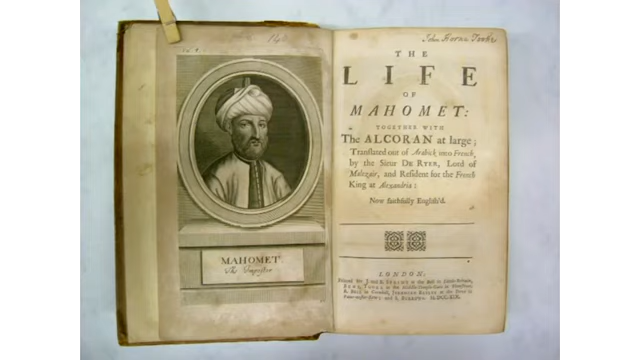 MAHOMET.
The Impostor
John Horne Tooke.
THE
LIFE
OF
MAHOMET:
TOGETHER WITH
The ALCORAN at large;
Translated out of Arabick into French,
by the Sieur DE RYER, Lord of
Malezair, and Resident for the French
King at Alexandria:
Now faithfully English'd.
LONDON:
Printed for